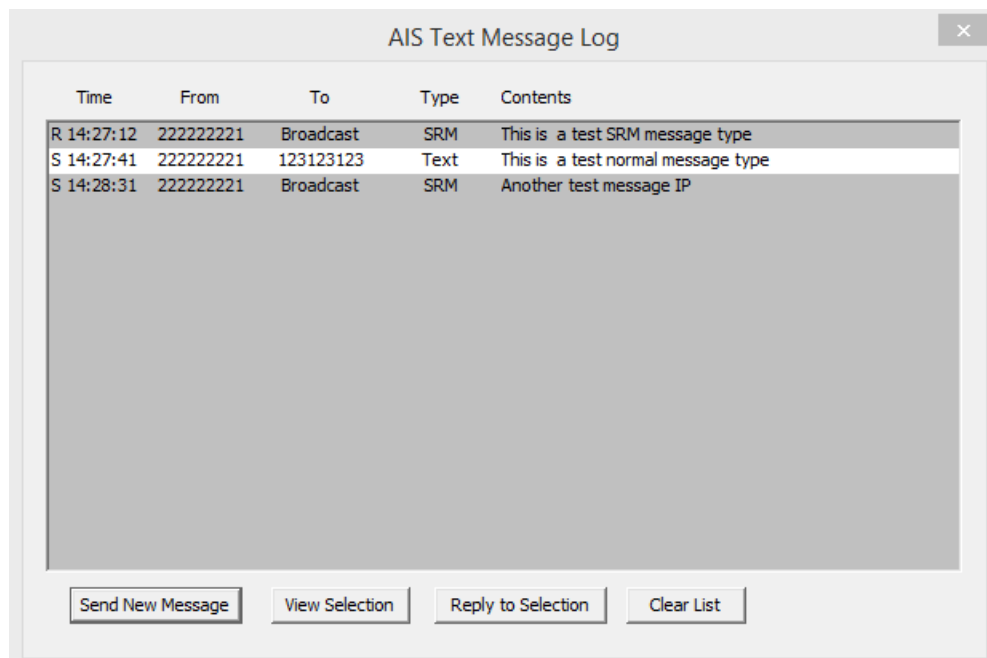 AIS Text Message Log
Time From To Type Contents
R 14:27:12 222222221 Broadcast SRM This is  a test SRM message type
S 14:27:41 222222221 123123123 Text This is  a test normal message type
S 14:28:31 222222221 Broadcast SRM Another test message IP
Send New Message View Selection Reply to Selection Clear List